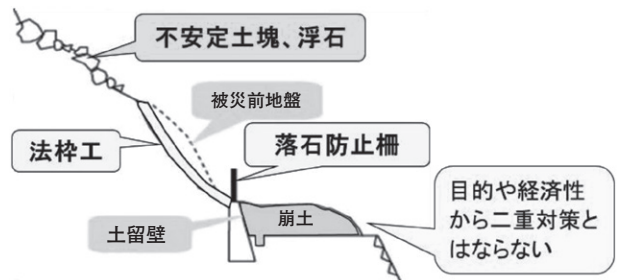 不安定土塊、浮石
被災前地盤
法枠工
落石防止柵
目的や経済性
から二重対策と
はならない
土留壁
崩土